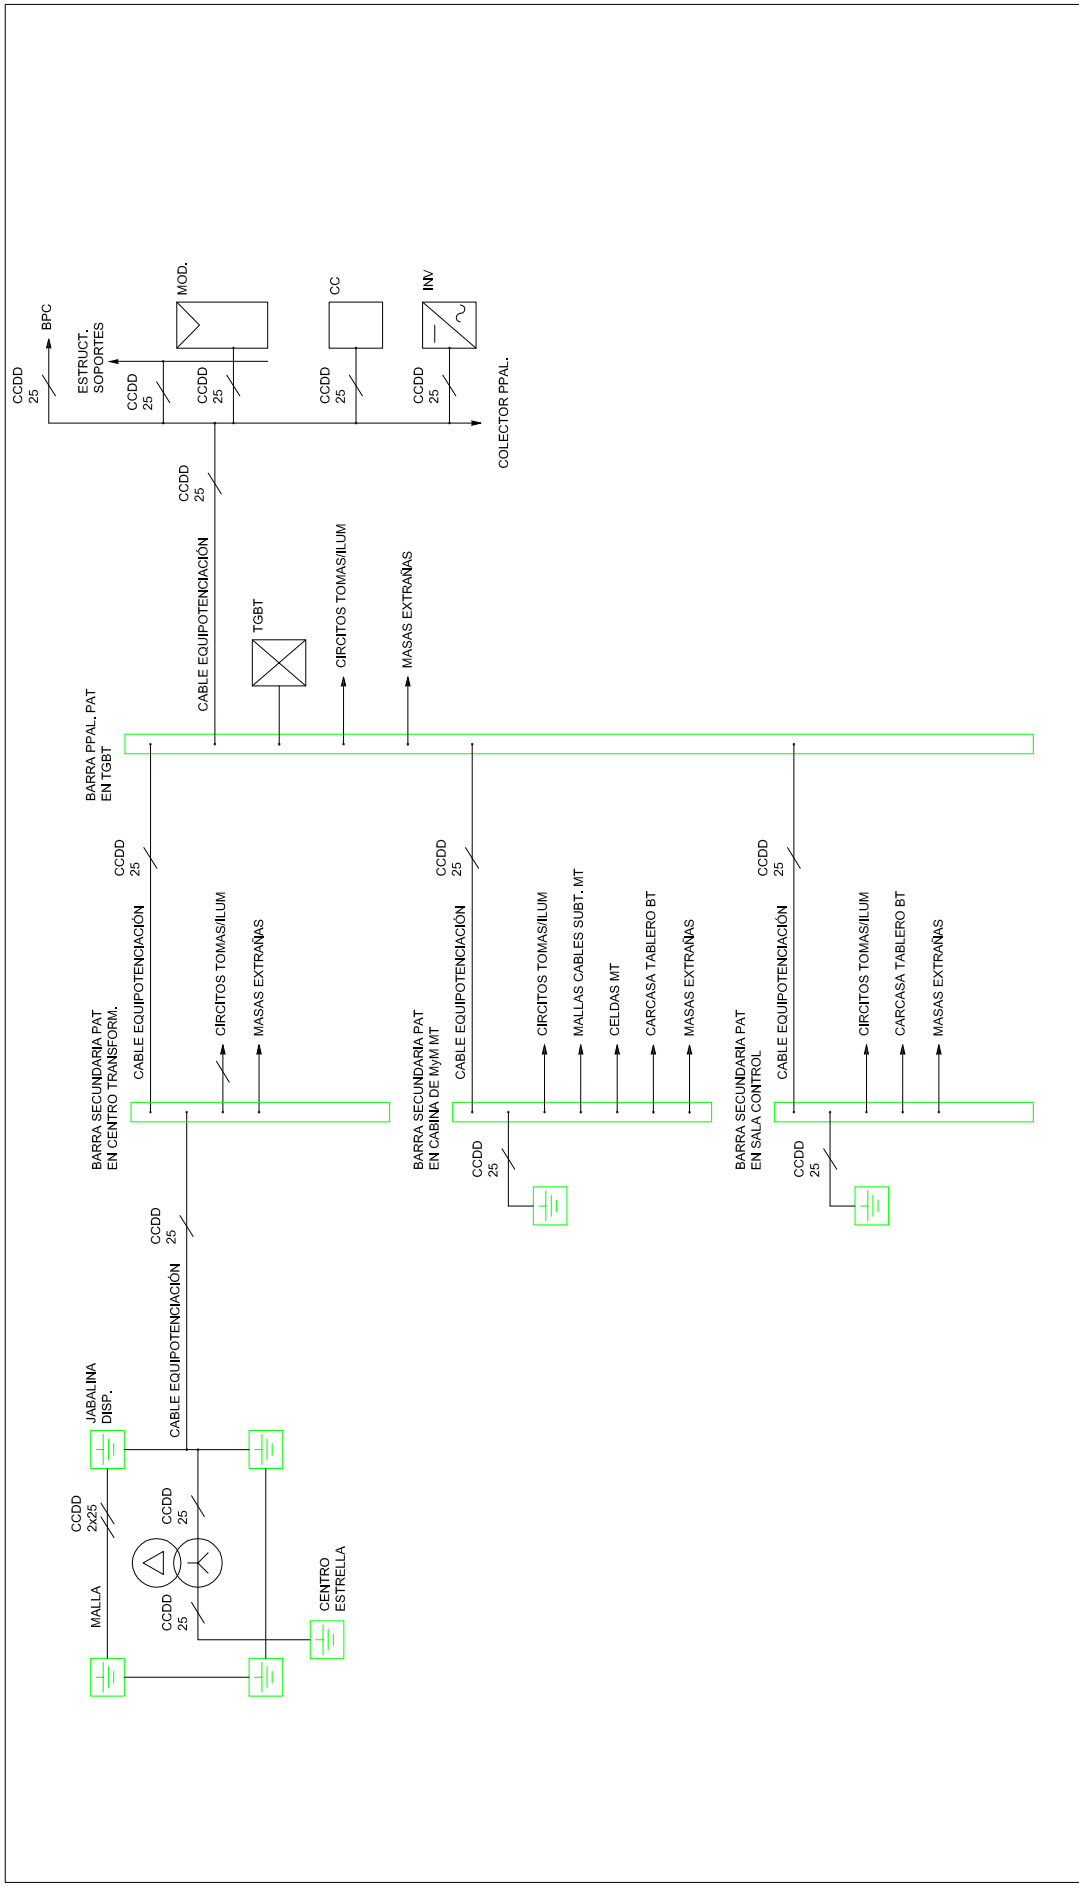 JABALINA
DISP.
CCDD
2x25
MALLA
CCDD
25
CCDD
25
CENTRO
ESTRELLA
CABLE EQUIPOTENCIACIÓN
CCDD
25
BARRA SECUNDARIA PAT
EN CENTRO TRANSFORM.
CABLE EQUIPOTENCIACIÓN
CCDD
25
CIRCITOS TOMAS/ILUM
MASAS EXTRAÑAS
BARRA SECUNDARIA PAT
EN CABINA DE MyM MT
CCDD
25
CABLE EQUIPOTENCIACIÓN
CCDD
25
CIRCITOS TOMAS/ILUM
MALLAS CABLES SUBT. MT
CELDAS MT
CARCASA TABLERO BT
MASAS EXTRAÑAS
BARRA SECUNDARIA PAT
EN SALA CONTROL
CCDD
25
CABLE EQUIPOTENCIACIÓN
CCDD
25
CIRCITOS TOMAS/ILUM
CARCASA TABLERO BT
MASAS EXTRAÑAS
BARRA PPAL. PAT
EN TGBT
CABLE EQUIPOTENCIACIÓN
CCDD
25
TGBT
CIRCITOS TOMAS/ILUM
MASAS EXTRAÑAS
CCDD
25
BPC
ESTRUCT.
SOPORTES
CCDD
25
CCDD
25
MOD.
CCDD
25
CC
CCDD
25
INV
COLECTOR PPAL.